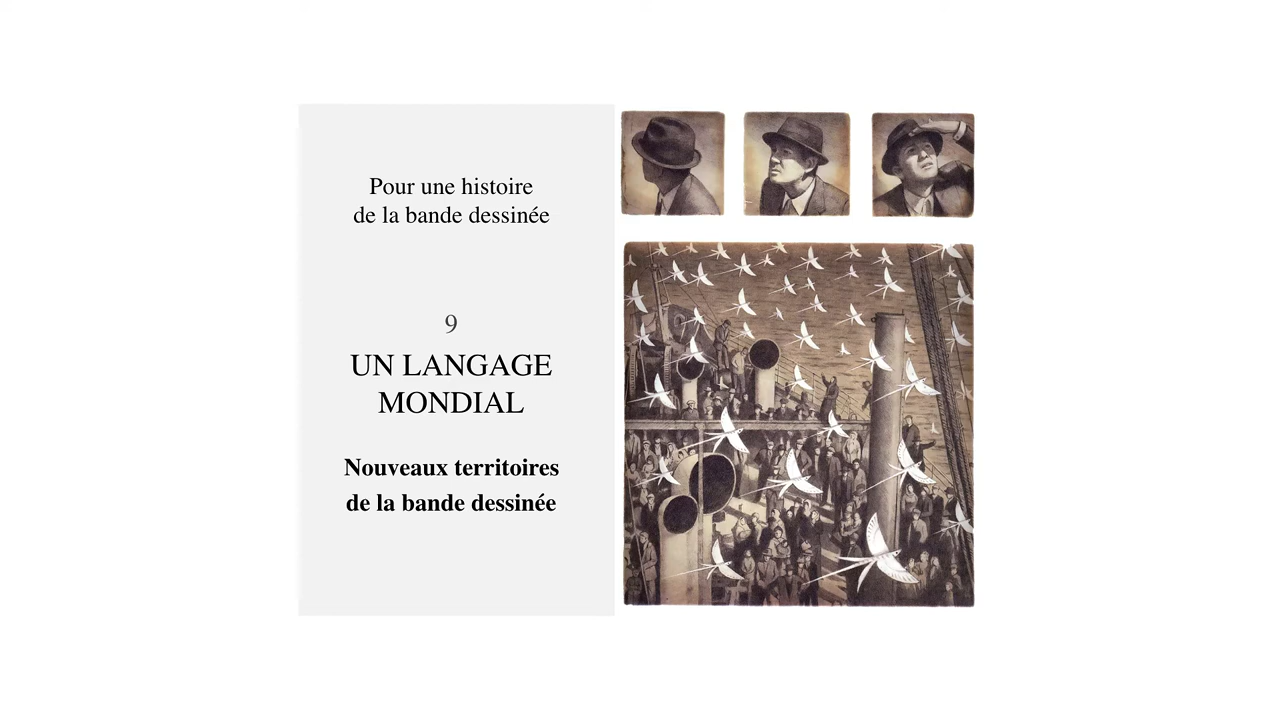 Pour une histoire
de la bande dessinée
9
UN LANGAGE
MONDIAL
Nouveaux territoires
de la bande dessinée